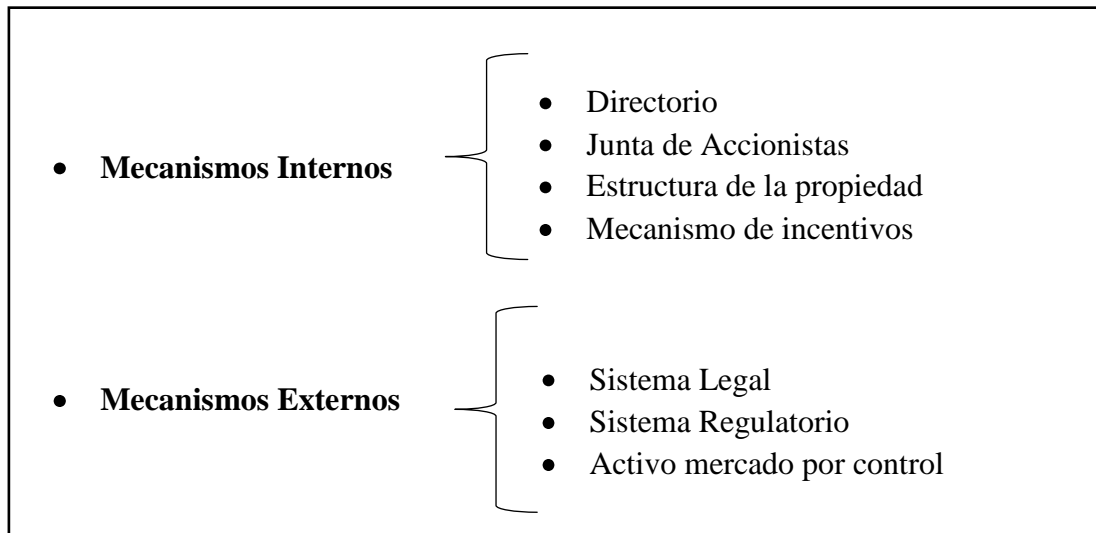 • Mecanismos Internos
• Directorio
• Junta de Accionistas
• Estructura de la propiedad
• Mecanismo de incentivos
• Mecanismos Externos
• Sistema Legal
• Sistema Regulatorio
• Activo mercado por control